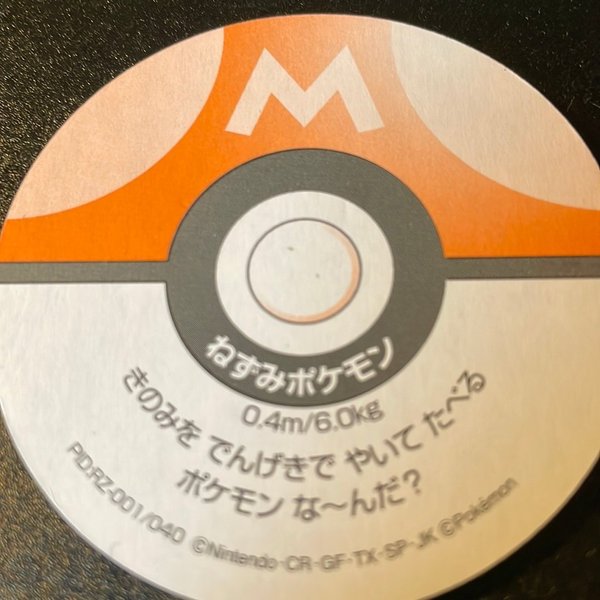 M
ねずみポケモン
0.4m/6.0kg
きのみを でんげきで やいて たべる
ポケモン な〜んだ?
PID:RZ-001/040 ©Nintendo・CR・GF・TX・SP・JK ©Pokémon